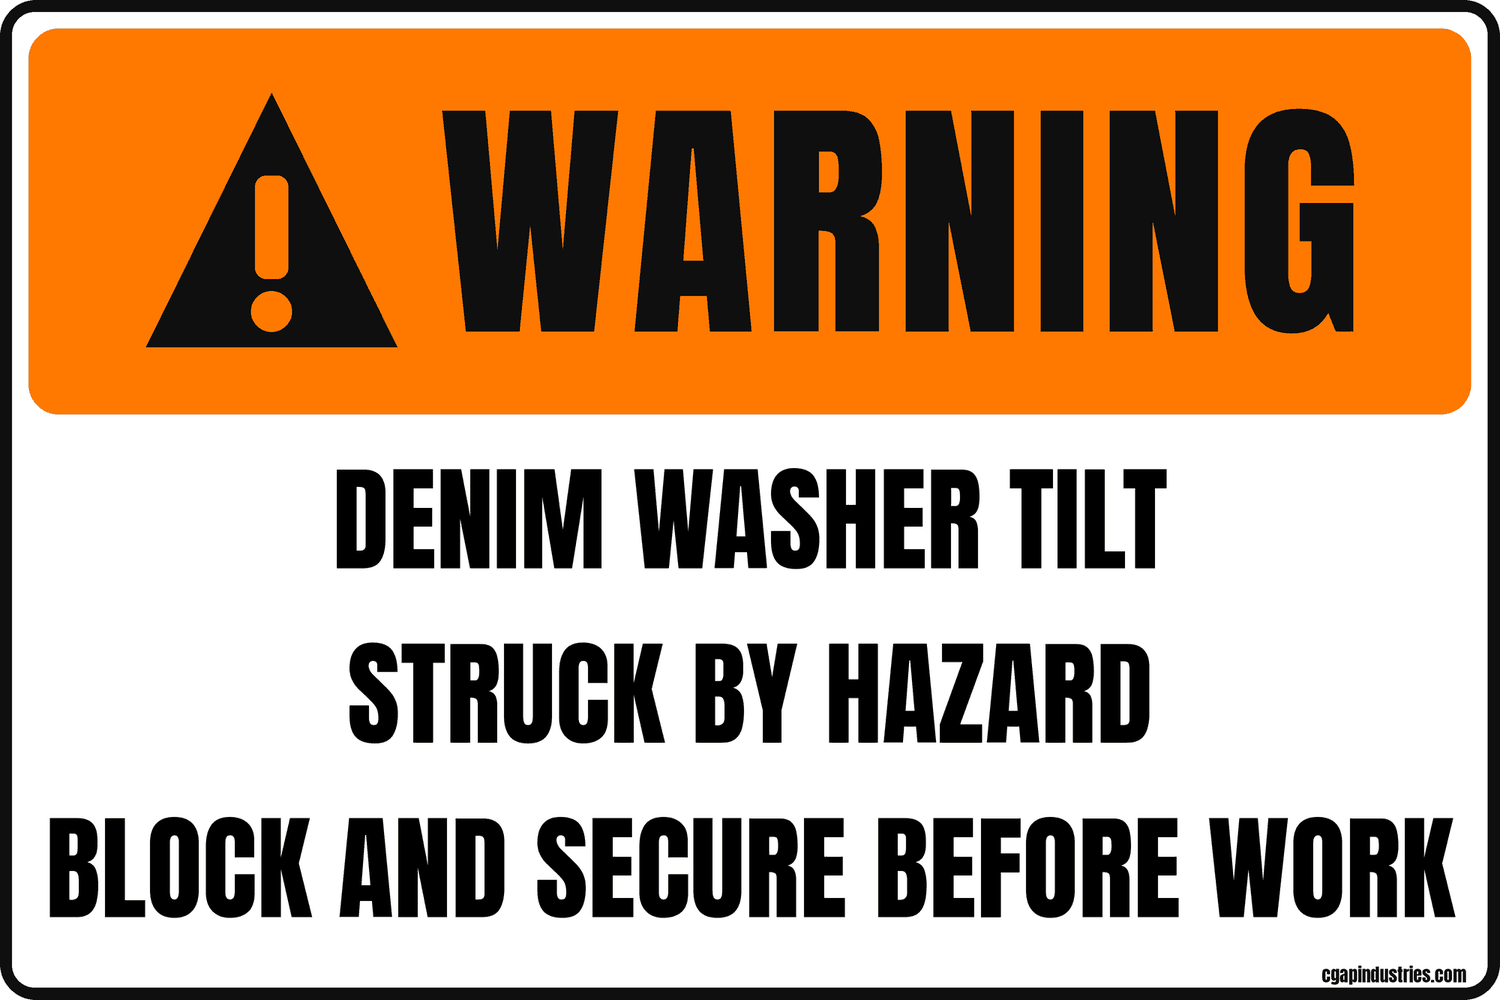 WARNING
DENIM WASHER TILT
STRUCK BY HAZARD
BLOCK AND SECURE BEFORE WORK
cgapindustries.com